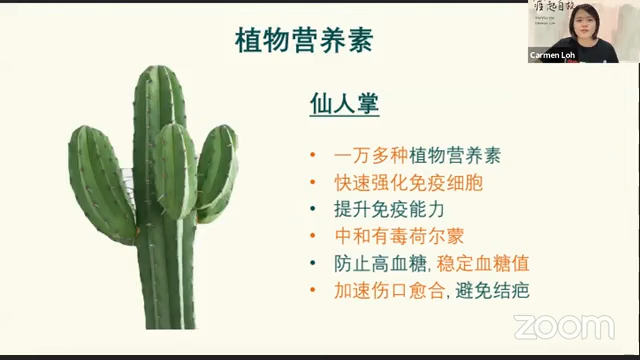 植物营养素
仙人掌
• 一万多种植物营养素
• 快速强化免疫细胞
• 提升免疫能力
• 中和有毒荷尔蒙
• 防止高血糖, 稳定血糖值
• 加速伤口愈合, 避免结疤
Carmen Loh
zoom